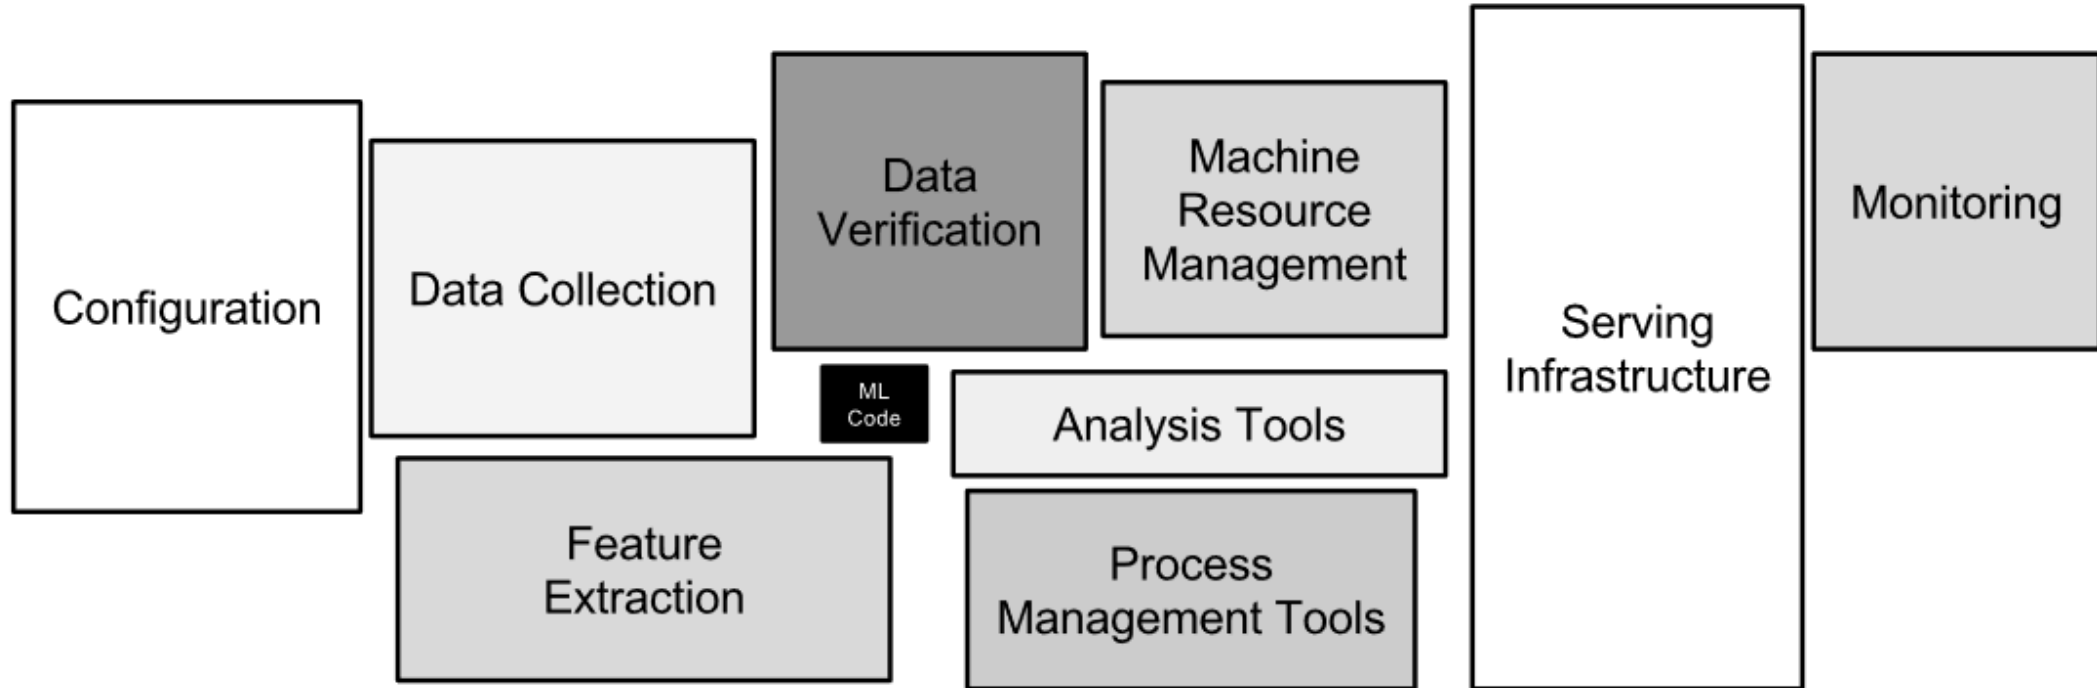 Configuration
Data Collection
Data
Verification
Machine
Resource
Management
Serving
Infrastructure
Monitoring
ML
Code
Analysis Tools
Feature
Extraction
Process
Management Tools